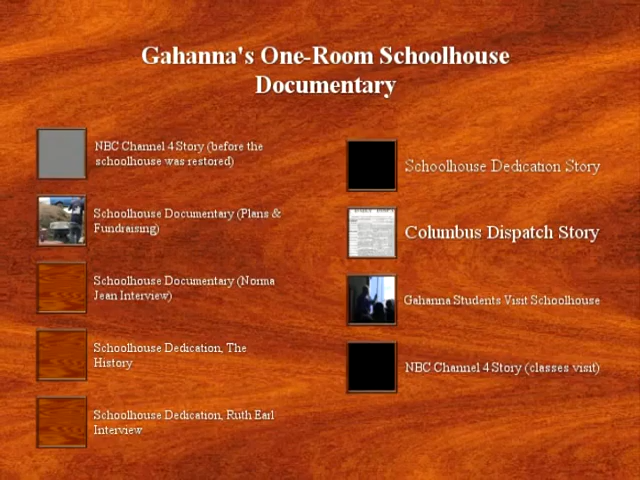 Gahanna's One-Room Schoolhouse
Documentary
NBC Channel 4 Story (before the
schoolhouse was restored)
Schoolhouse Documentary (Plans &
Fundraising)
Schoolhouse Documentary (Norma
Jean Interview)
Schoolhouse Dedication, The
History
Schoolhouse Dedication, Ruth Earl
Interview
Schoolhouse Dedication Story
Columbus Dispatch Story
Gahanna Students Visit Schoolhouse
NBC Channel 4 Story (classes visit)